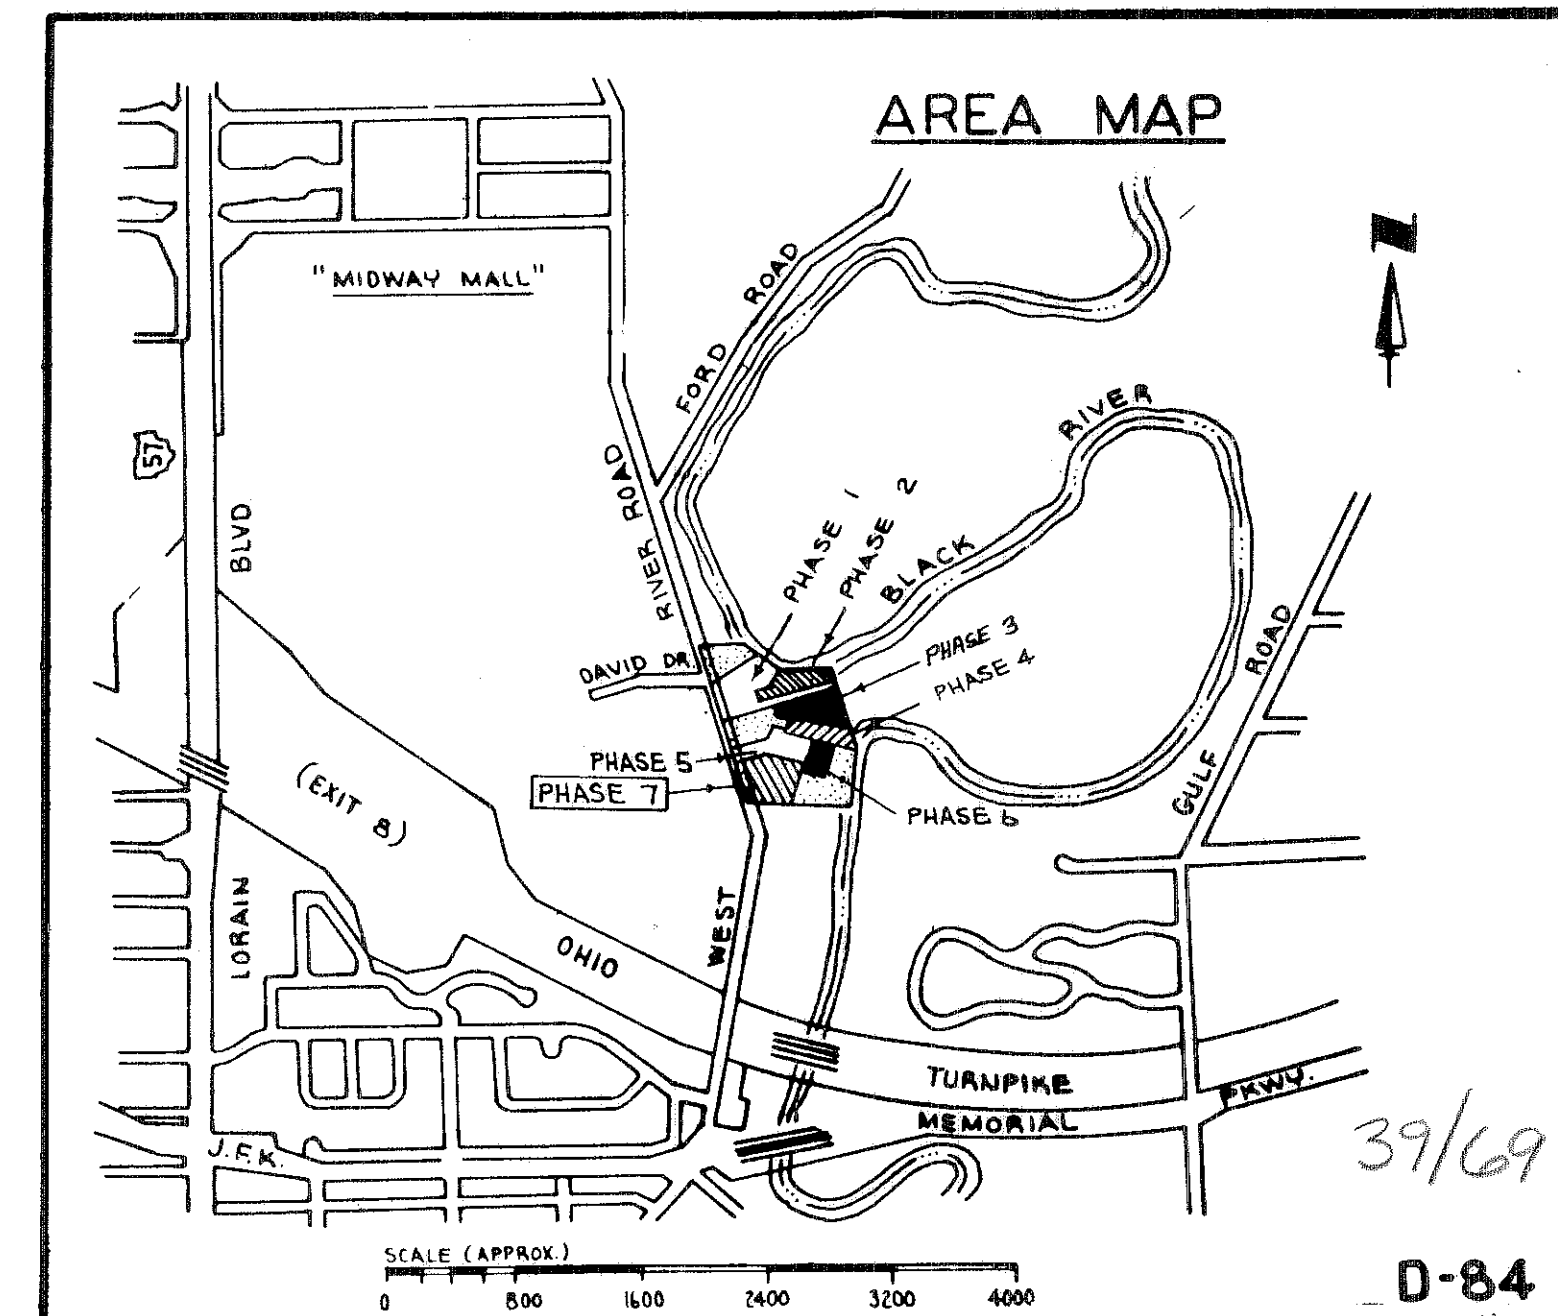 AREA MAP
"MIDWAY MALL"
N
FORD ROAD
57
BLVD
RIVER ROAD
BLACK RIVER
PHASE 1
PHASE 2
PHASE 3
PHASE 4
DAVID DR.
PHASE 5
PHASE 7
PHASE 6
GULF ROAD
(EXIT 8)
LORAIN
WEST
OHIO
TURNPIKE
MEMORIAL
PKWY.
J.F.K.
39/69
SCALE (APPROX.)
0 800 1600 2400 3200 4000
D-84